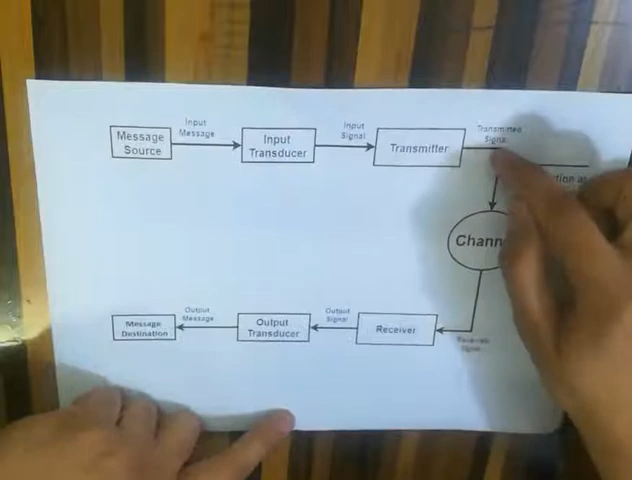 Input
Message
Input
Signal
Transmitted
Signal
Message
Source
Input
Transducer
Transmitter
Chann
Output
Message
Output
Signal
Message
Destination
Output
Transducer
Receiver
Signal